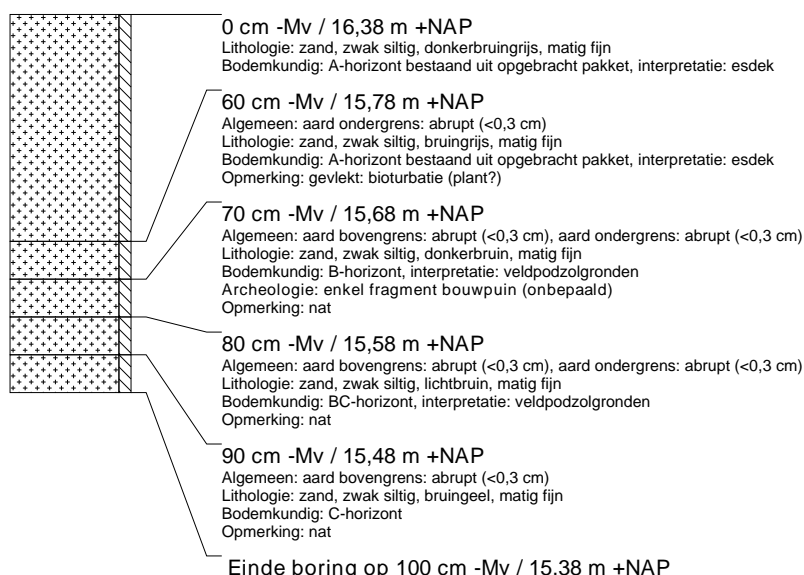 0 cm -Mv / 16,38 m +NAP
Lithologie: zand, zwak siltig, donkerbruingrijs, matig fijn
Bodemkundig: A-horizont bestaand uit opgebracht pakket, interpretatie: esdek
60 cm -Mv / 15,78 m +NAP
Algemeen: aard ondergrens: abrupt (<0,3 cm)
Lithologie: zand, zwak siltig, bruingrijs, matig fijn
Bodemkundig: A-horizont bestaand uit opgebracht pakket, interpretatie: esdek
Opmerking: gevlekt: bioturbatie (plant?)
70 cm -Mv / 15,68 m +NAP
Algemeen: aard bovengrens: abrupt (<0,3 cm), aard ondergrens: abrupt (<0,3 cm)
Lithologie: zand, zwak siltig, donkerbruin, matig fijn
Bodemkundig: B-horizont, interpretatie: veldpodzolgronden
Archeologie: enkel fragment bouwpuin (onbepaald)
Opmerking: nat
80 cm -Mv / 15,58 m +NAP
Algemeen: aard bovengrens: abrupt (<0,3 cm), aard ondergrens: abrupt (<0,3 cm)
Lithologie: zand, zwak siltig, lichtbruin, matig fijn
Bodemkundig: BC-horizont, interpretatie: veldpodzolgronden
Opmerking: nat
90 cm -Mv / 15,48 m +NAP
Algemeen: aard bovengrens: abrupt (<0,3 cm)
Lithologie: zand, zwak siltig, bruingeel, matig fijn
Bodemkundig: C-horizont
Opmerking: nat
Einde boring op 100 cm -Mv / 15,38 m +NAP